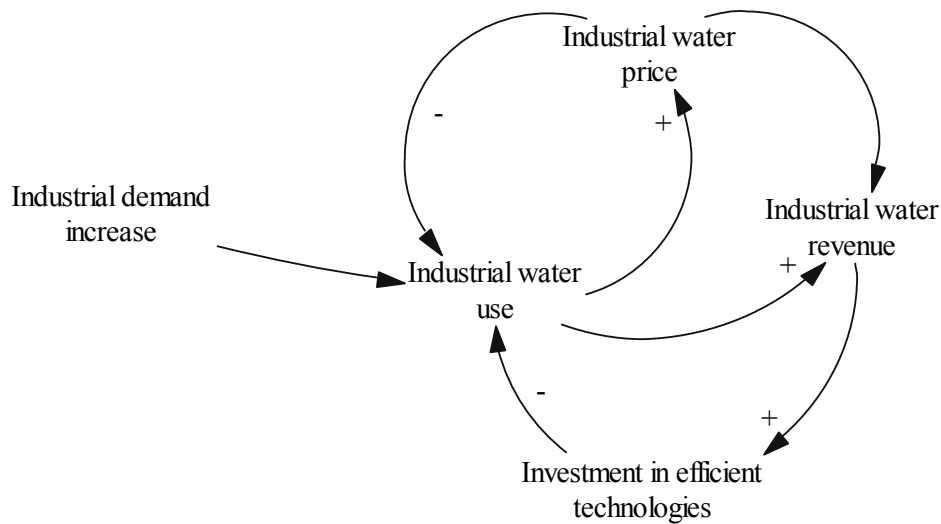 Industrial water
price
-
+
Industrial demand
increase
Industrial water
revenue
Industrial water
use
+
-
+
Investment in efficient
technologies